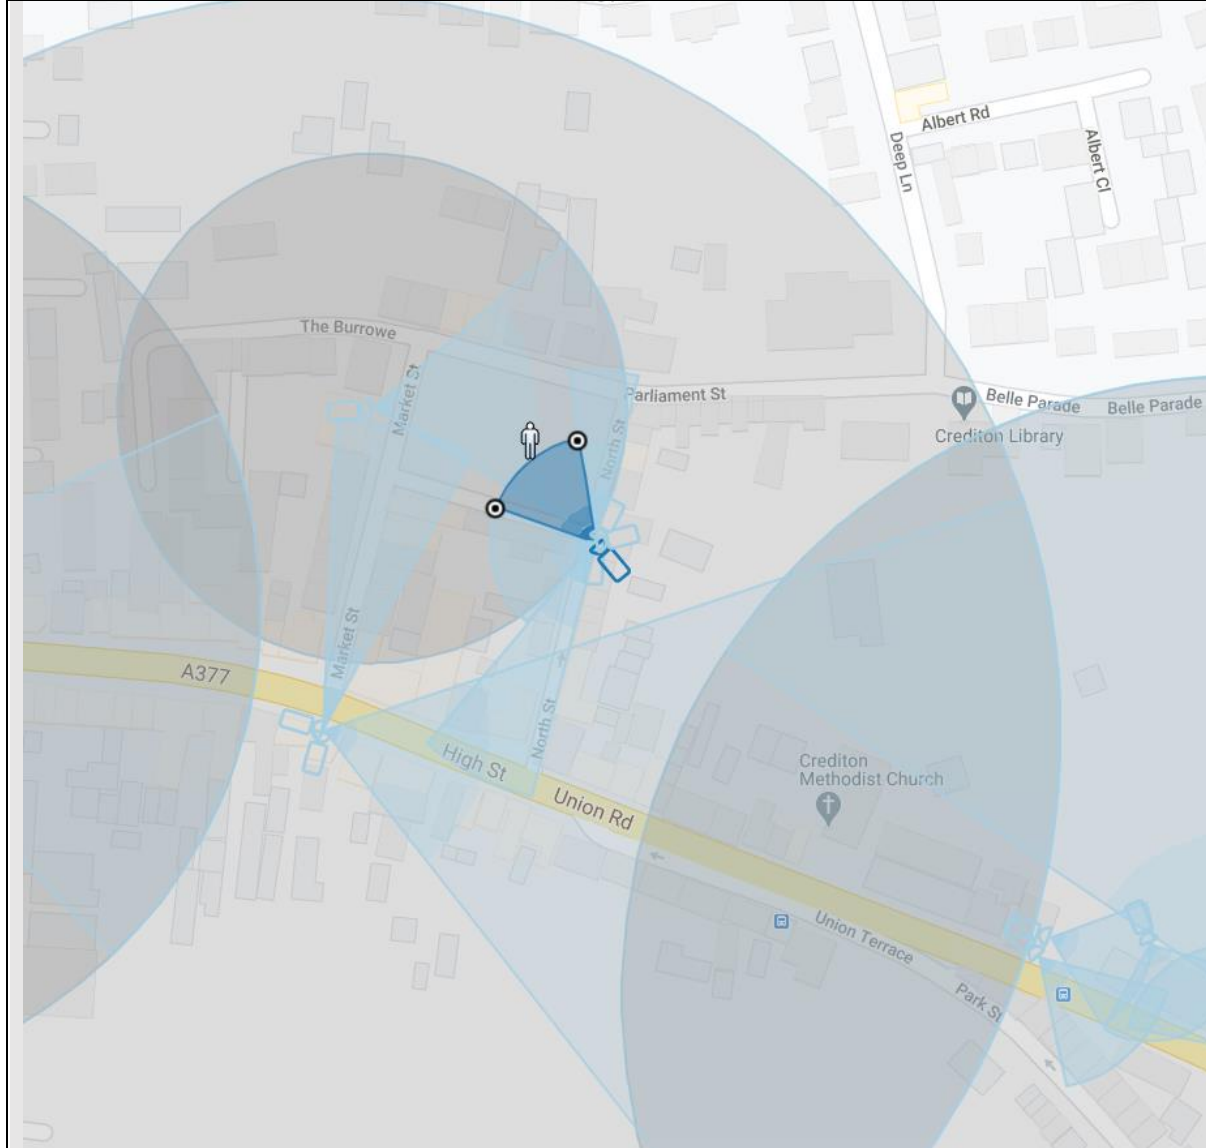 Albert Rd
Deep Ln
Albert Cl
The Burrowe
Market St
Parliament St
Belle Parade
Belle Parade
Crediton Library
North St
Market St
A377
North St
High St
Crediton
Methodist Church
Union Rd
Union Terrace
Park St